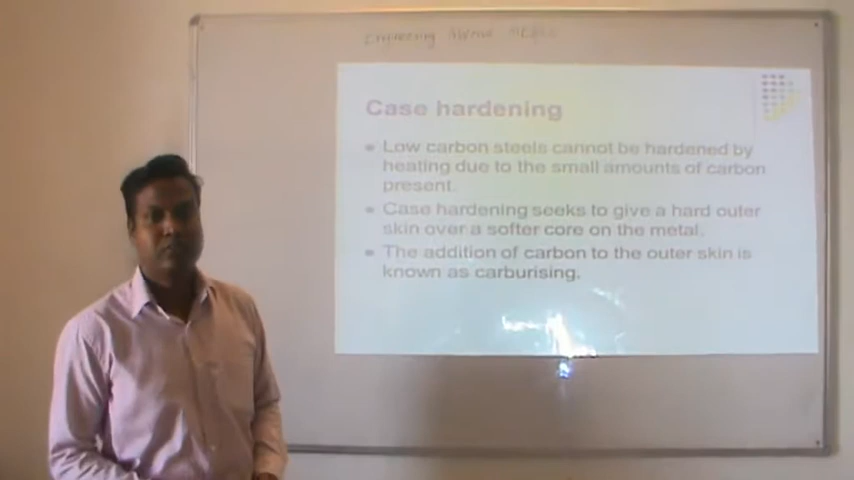 Engineering
Case hardening
Low carbon steels cannot be hardened by
heating due to the small amounts of carbon
present.
Case hardening seeks to give a hard outer
skin over a softer core on the metal.
The addition of carbon to the outer skin is
known as carburising.